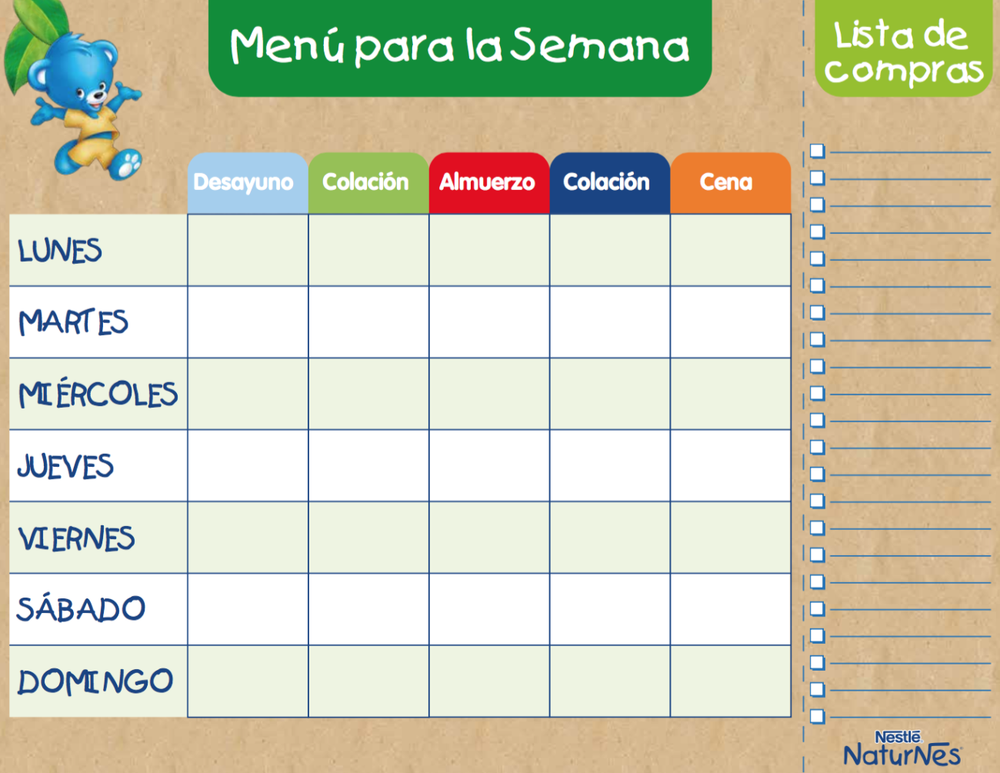 Menú para la Semana
Lista de
compras
Desayuno Colación Almuerzo Colación Cena
LUNES
MARTES
MIÉRCOLES
JUEVES
VIERNES
SÁBADO
DOMINGO
Nestlé
NaturNes